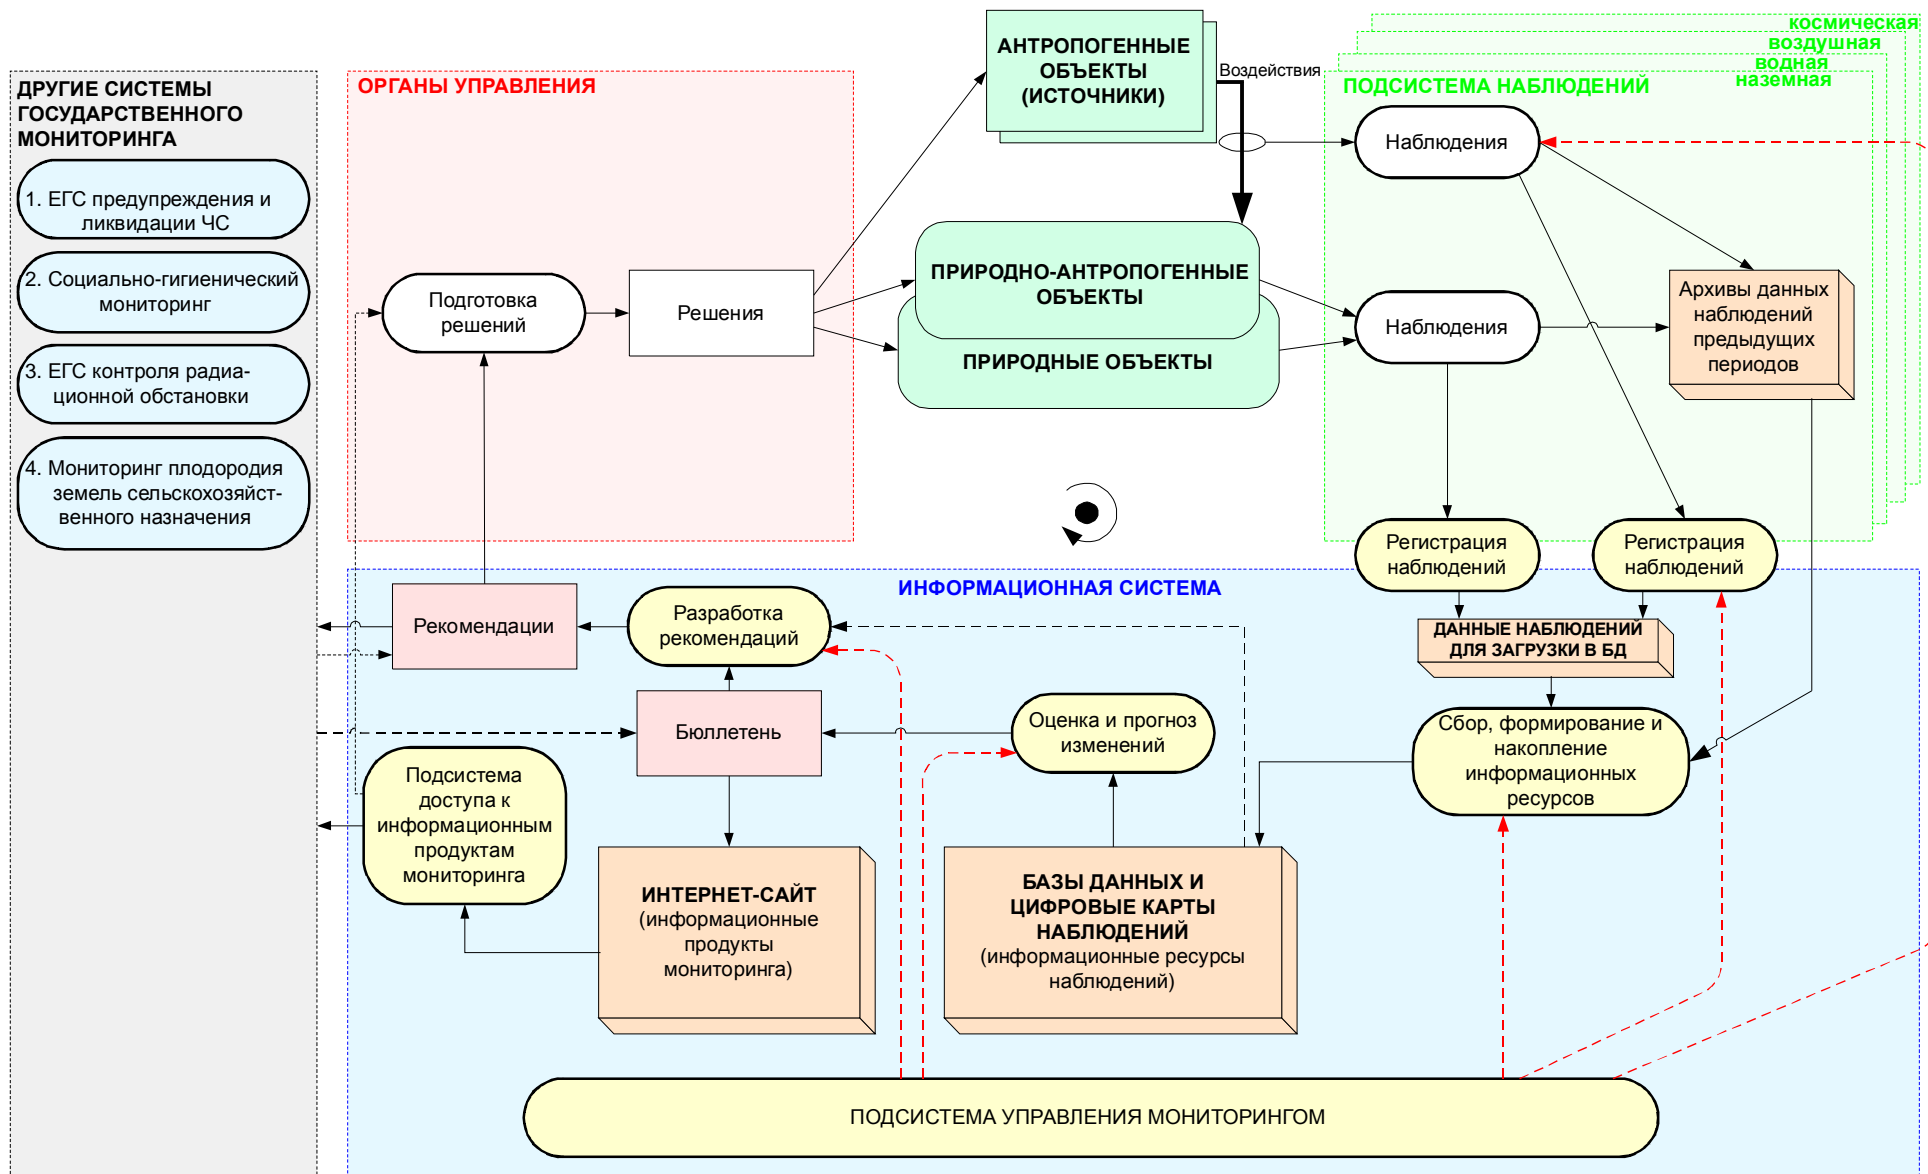 ДРУГИЕ СИСТЕМЫ
ГОСУДАРСТВЕННОГО
МОНИТОРИНГА
1. ЕГС предупреждения и
ликвидации ЧС
2. Социально-гигиенический
мониторинг
3. ЕГС контроля радиа-
ционной обстановки
4. Мониторинг плодородия
земель сельскохозяйст-
венного назначения
ОРГАНЫ УПРАВЛЕНИЯ
Подготовка
решений
Решения
АНТРОПОГЕННЫЕ
ОБЪЕКТЫ
(ИСТОЧНИКИ)
Воздействия
ПРИРОДНО-АНТРОПОГЕННЫЕ
ОБЪЕКТЫ
ПРИРОДНЫЕ ОБЪЕКТЫ
космическая
воздушная
водная
наземная
ПОДСИСТЕМА НАБЛЮДЕНИЙ
Наблюдения
Наблюдения
Архивы данных
наблюдений
предыдущих
периодов
Регистрация
наблюдений
Регистрация
наблюдений
ИНФОРМАЦИОННАЯ СИСТЕМА
Рекомендации
Разработка
рекомендаций
ДАННЫЕ НАБЛЮДЕНИЙ
ДЛЯ ЗАГРУЗКИ В БД
Бюллетень
Оценка и прогноз
изменений
Сбор, формирование и
накопление
информационных
ресурсов
Подсистема
доступа к
информационным
продуктам
мониторинга
ИНТЕРНЕТ-САЙТ
(информационные
продукты
мониторинга)
БАЗЫ ДАННЫХ И
ЦИФРОВЫЕ КАРТЫ
НАБЛЮДЕНИЙ
(информационные ресурсы
наблюдений)
ПОДСИСТЕМА УПРАВЛЕНИЯ МОНИТОРИНГОМ